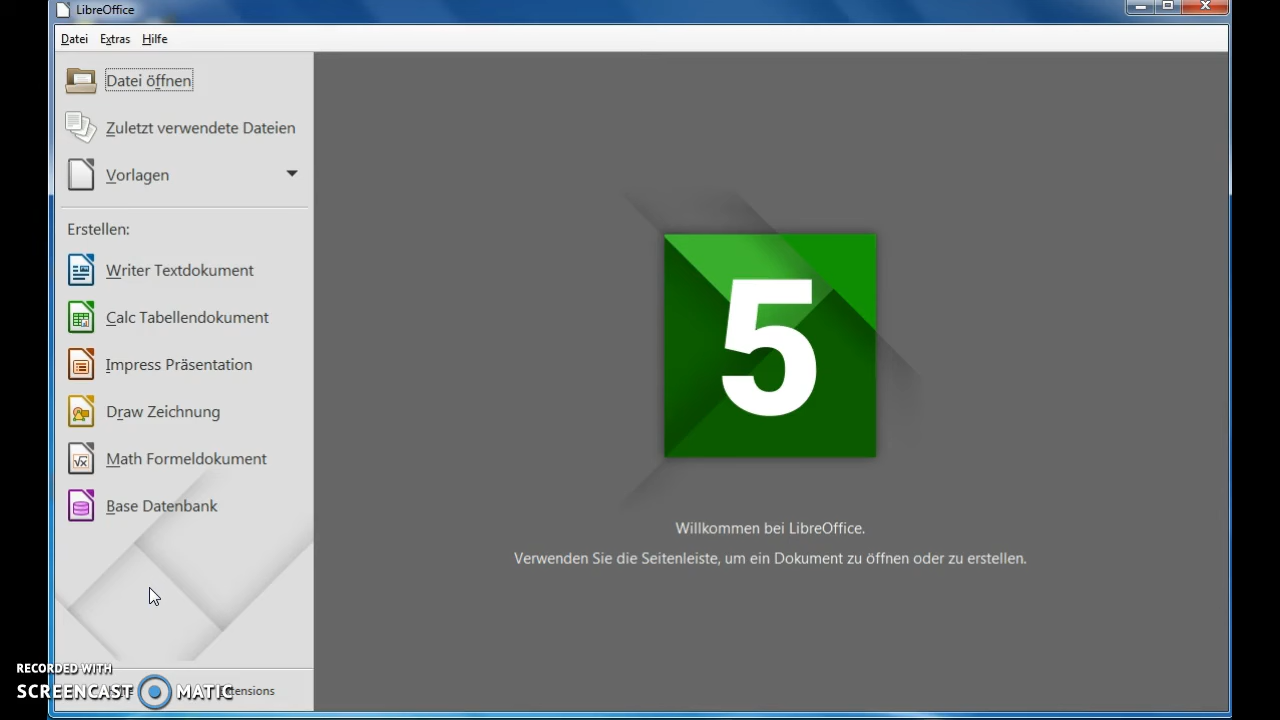 LibreOffice
Datei Extras Hilfe
Datei öffnen
Zuletzt verwendete Dateien
Vorlagen
Erstellen:
Writer Textdokument
Calc Tabellendokument
Impress Präsentation
Draw Zeichnung
Math Formeldokument
Base Datenbank
5
Willkommen bei LibreOffice.
Verwenden Sie die Seitenleiste, um ein Dokument zu öffnen oder zu erstellen.
RECORDED WITH
SCREENCAST MATIC